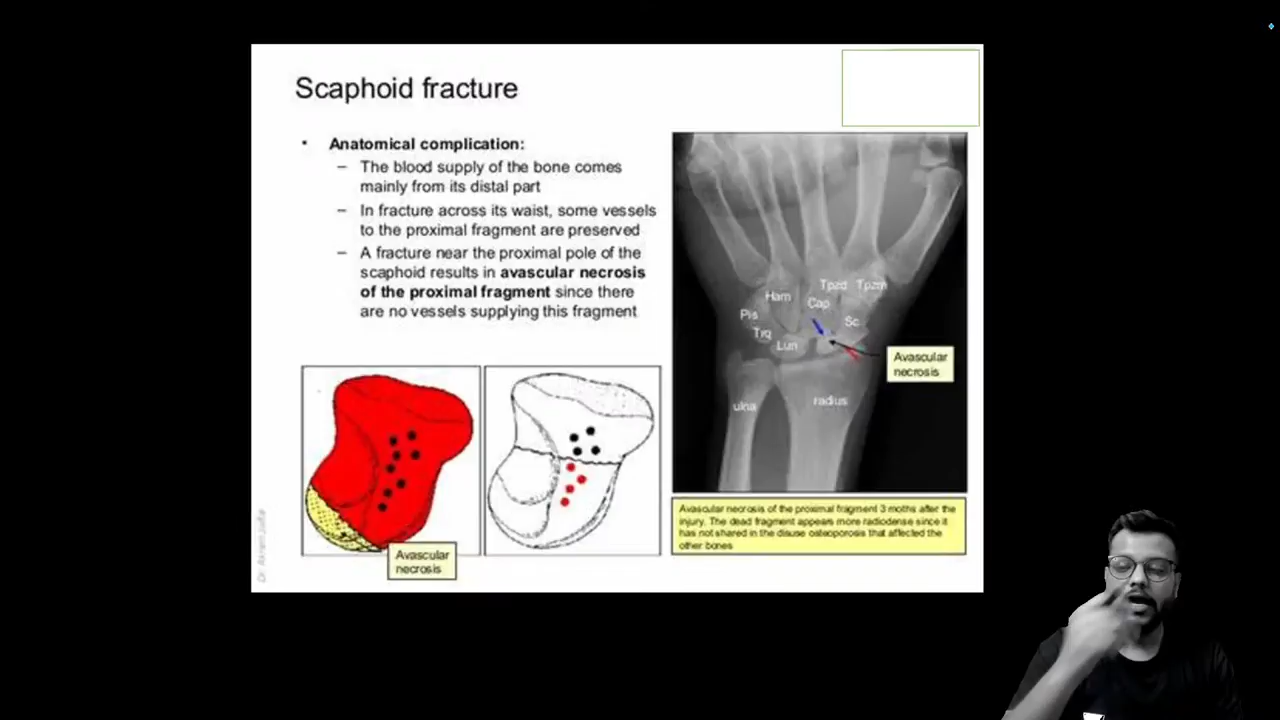 Scaphoid fracture
• Anatomical complication:
– The blood supply of the bone comes
mainly from its distal part
– In fracture across its waist, some vessels
to the proximal fragment are preserved
– A fracture near the proximal pole of the
scaphoid results in avascular necrosis
of the proximal fragment since there
are no vessels supplying this fragment
Avascular
necrosis
Tpzd Tpzm
Ham
Cap
Pis
Sc
Trq
Lun
Avascular
necrosis
ulna
radius
Avascular necrosis of the proximal fragment 3 moths after the
injury. The dead fragment appears more radiodense since it
has not shared in the disuse osteoporosis that affected the
other bones
Dr. Akram Jaffar